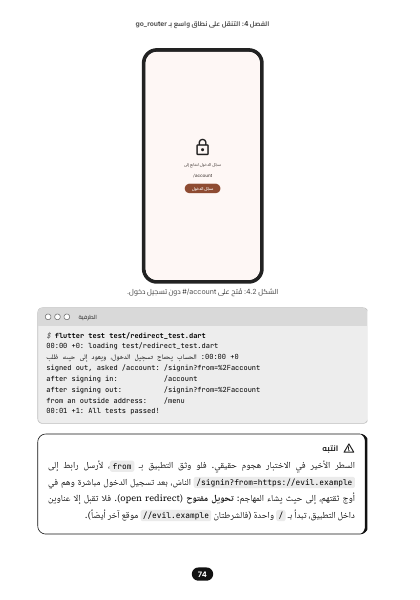 الفصل 4: التنقل على نطاق واسع بـ go_router
سجّل الدخول لتتابع إلى
/account
سجّل الدخول
الشكل 4.2: فُتح على #/account دون تسجيل دخول.
الطرفية
$ flutter test test/redirect_test.dart
00:00 +0: loading test/redirect_test.dart
00:00 +0: الحساب يحتاج تسجيل الدخول، ويعود إلى حيث طُلب
signed out, asked /account: /signin?from=%2Faccount
after signing in: /account
after signing out: /signin?from=%2Faccount
from an outside address: /menu
00:01 +1: All tests passed!
انتبه
السطر الأخير في الاختبار هجوم حقيقي. فلو وثق التطبيق بـ from، لأرسل رابط إلى
/signin?from=https://evil.example الناسَ، بعد تسجيل الدخول مباشرة وهم في
أوج ثقتهم، إلى حيث يشاء المهاجم: تحويل مفتوح (open redirect). فلا تقبل إلا عناوين
داخل التطبيق، تبدأ بـ / واحدة (فالشرطتان //evil.example موقع آخر أيضاً).
74